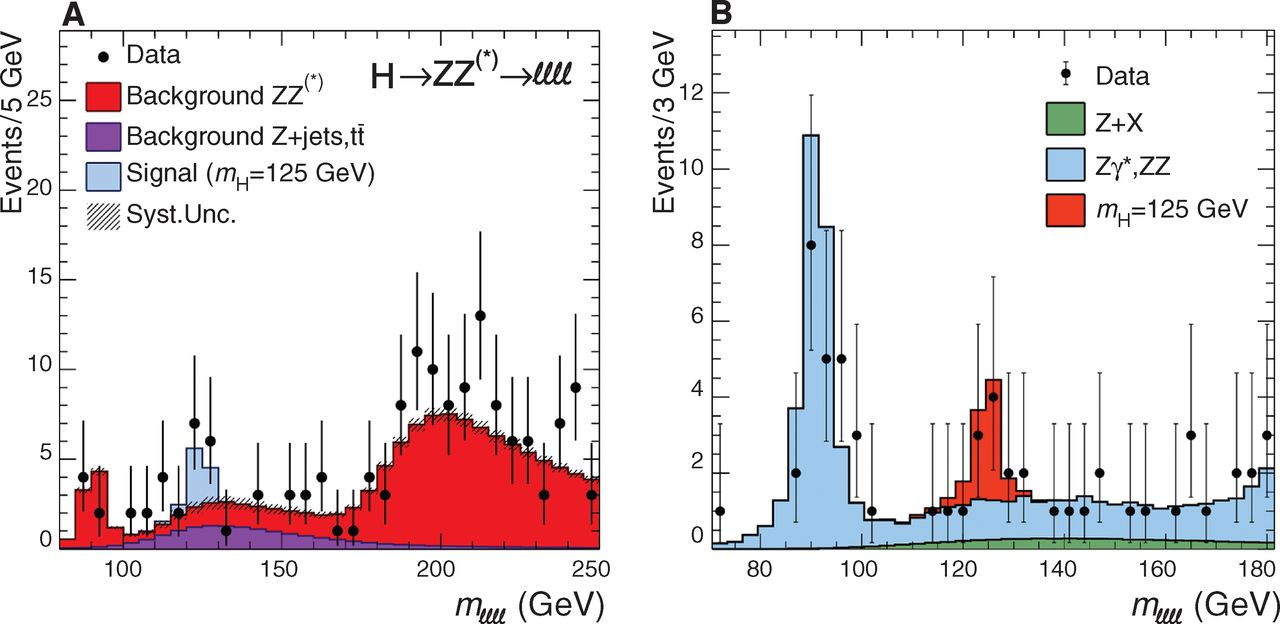 A
Events/5 GeV
25
20
15
10
5
0
Data
Background ZZ(*)
Background Z+jets,tt̄
Signal (mH=125 GeV)
Syst.Unc.
H→ZZ(*)→ℓℓℓℓ
100 150 200 250
mℓℓℓℓ (GeV)
B
Events/3 GeV
12
10
8
6
4
2
0
Data
Z+X
Zγ*,ZZ
mH=125 GeV
80 100 120 140 160 180
mℓℓℓℓ (GeV)